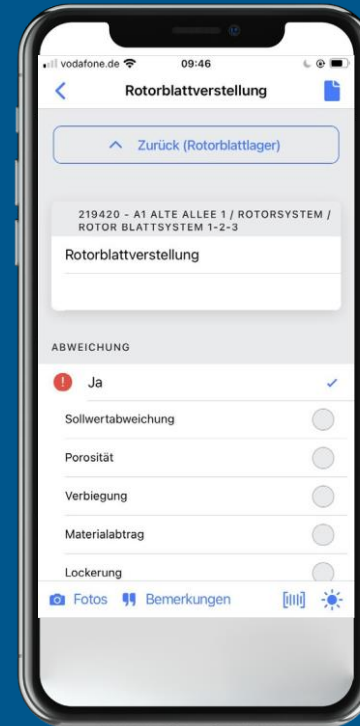 vodafone.de 09:46
Rotorblattverstellung
Zurück (Rotorblattlager)
219420 - A1 ALTE ALLEE 1 / ROTORSYSTEM /
ROTOR BLATTSYSTEM 1-2-3
Rotorblattverstellung
ABWEICHUNG
Ja
Sollwertabweichung
Porosität
Verbiegung
Materialabtrag
Lockerung
Fotos Bemerkungen